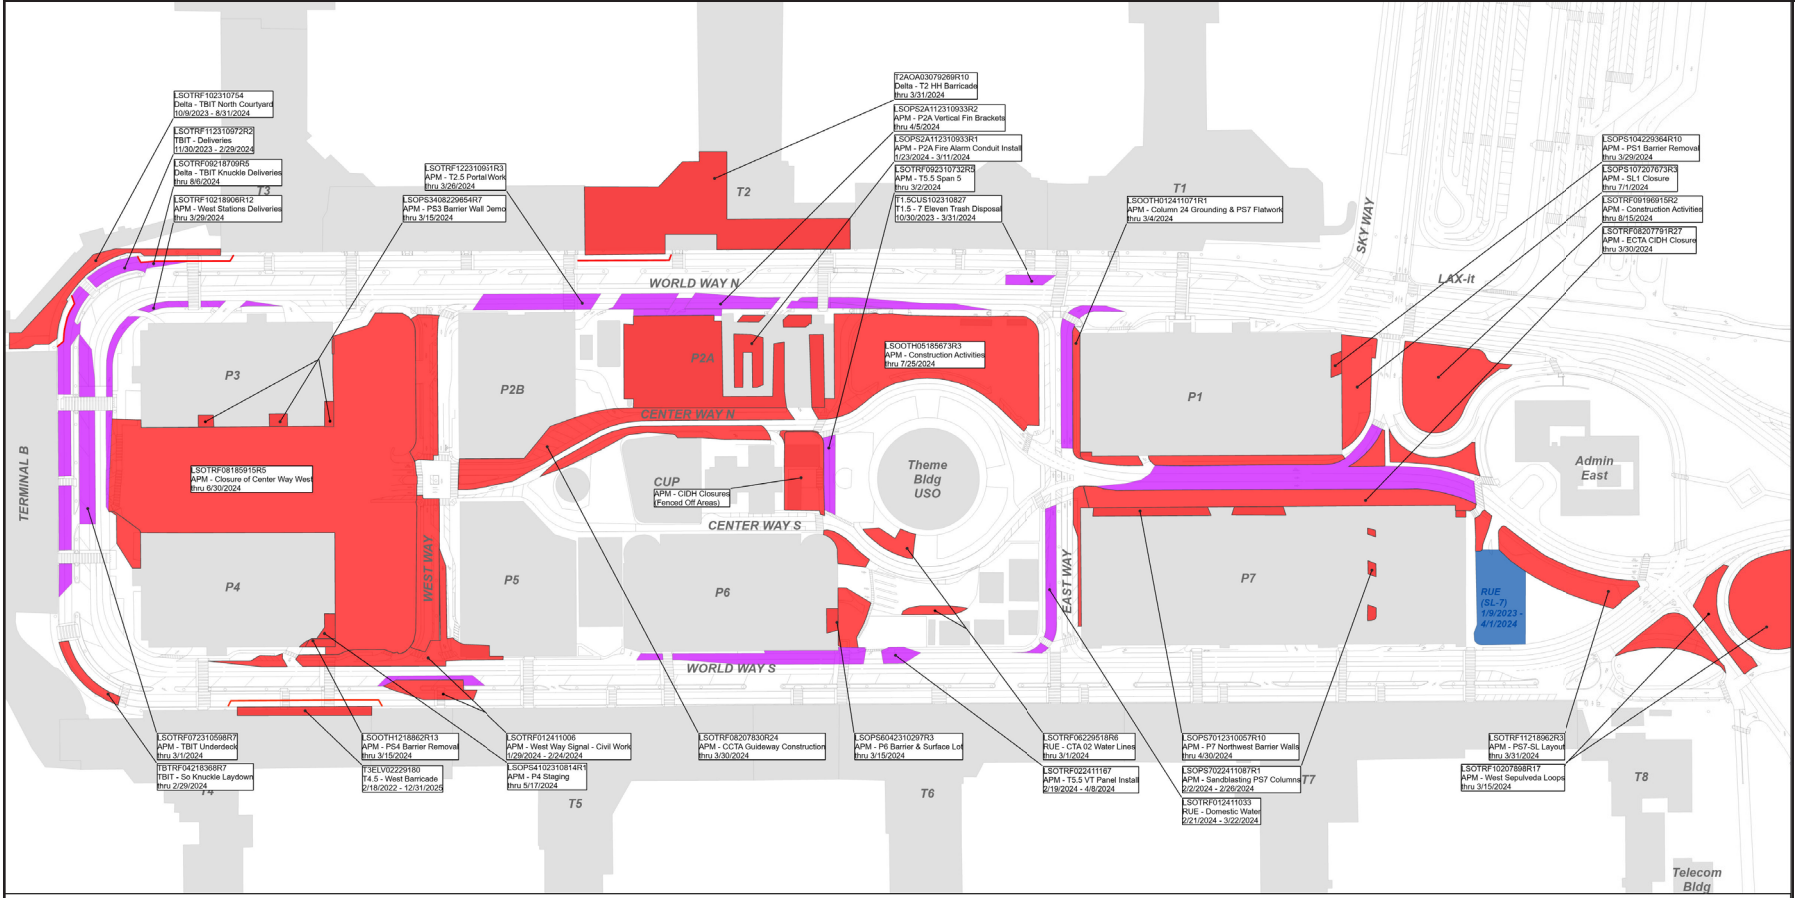 LSOTRF102310754
Delta - TBIT North Courtyard
10/9/2023 - 8/31/2024
LSOTRF112310972R2
TBIT - Deliveries
11/30/2023 - 2/29/2024
LSOTRF09218709R5
Delta - TBIT Knuckle Deliveries
thru 8/6/2024
T3
LSOTRF10218906R12
APM - West Stations Deliveries
thru 3/29/2024
LSOTRF122310951R3
APM - T2.5 Portal Work
thru 3/26/2024
LSOPS3408229654R7
APM - PS3 Barrier Wall Demo
thru 3/15/2024
T2AOA03079269R10
Delta - T2 HH Barricade
thru 3/31/2024
LSOPS2A112310933R2
APM - P2A Vertical Fin Brackets
thru 4/5/2024
LSOPS2A112310933R1
APM - P2A Fire Alarm Conduit Install
1/23/2024 - 3/11/2024
LSOTRF092310732R5
APM - T5.5 Span 5
thru 3/2/2024
T1.5CUS102310827
T1.5 - 7 Eleven Trash Disposal
10/30/2023 - 3/31/2024
T2
T1
LSOOTH012411071R1
APM - Column 24 Grounding & PS7 Flatwork
thru 3/4/2024
LSOPS104229364R10
APM - PS1 Barrier Removal
thru 3/29/2024
LSOPS107207673R3
APM - SL1 Closure
thru 7/1/2024
LSOTRF09196915R2
APM - Construction Activities
thru 8/15/2024
LSOTRF08207791R27
APM - ECTA CIDH Closure
thru 3/30/2024
SKY WAY
LAX-it
WORLD WAY N
P3
P2B
P2A
LSOOTH05185673R3
APM - Construction Activities
thru 7/25/2024
P1
CENTER WAY N
TERMINAL B
LSOTRF08185915R5
APM - Closure of Center Way West
thru 6/30/2024
CUP
APM - CIDH Closures
(Fenced Off Areas)
Theme
Bldg
USO
Admin
East
CENTER WAY S
P4
WEST WAY
P5
P6
EAST WAY
P7
RUE
(SL-7)
1/9/2023 -
4/1/2024
WORLD WAY S
LSOTRF072310598R7
APM - TBIT Underdeck
thru 3/1/2024
TBTRF04218368R7
TBIT - So Knuckle Laydown
thru 2/29/2024
T4
LSOOTH1218862R13
APM - PS4 Barrier Removal
thru 3/15/2024
T3ELV02229180
T4.5 - West Barricade
2/18/2022 - 12/31/2025
LSOTRF012411006
APM - West Way Signal - Civil Work
1/29/2024 - 2/24/2024
LSOPS4102310814R1
APM - P4 Staging
thru 5/17/2024
T5
LSOTRF08207830R24
APM - CCTA Guideway Construction
thru 3/30/2024
LSOPS6042310297R3
APM - P6 Barrier & Surface Lot
thru 3/15/2024
T6
LSOTRF06229518R6
RUE - CTA 02 Water Lines
thru 3/1/2024
LSOTRF022411167
APM - T5.5 VT Panel Install
2/19/2024 - 4/8/2024
LSOPS7012310057R10
APM - P7 Northwest Barrier Walls
thru 4/30/2024
LSOPS7022411087R1
APM - Sandblasting PS7 Columns
2/2/2024 - 2/26/2024
LSOTRF012411033
RUE - Domestic Water
2/21/2024 - 3/22/2024
T7
LSOTRF11218962R3
APM - PS7-SL Layout
thru 3/31/2024
LSOTRF10207898R17
APM - West Sepulveda Loops
thru 3/15/2024
T8
Telecom
Bldg